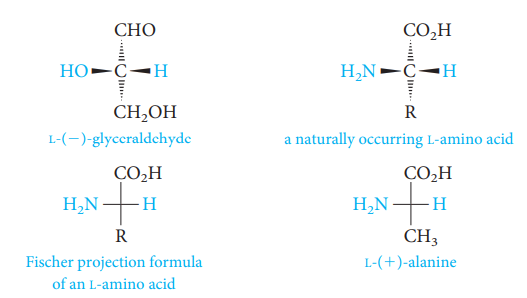 CHO
HO C H
CH₂OH
L-(−)-glyceraldehyde
CO₂H
H₂N C H
R
a naturally occurring L-amino acid
CO₂H
H₂N H
R
Fischer projection formula
of an L-amino acid
CO₂H
H₂N H
CH₃
L-(+)-alanine